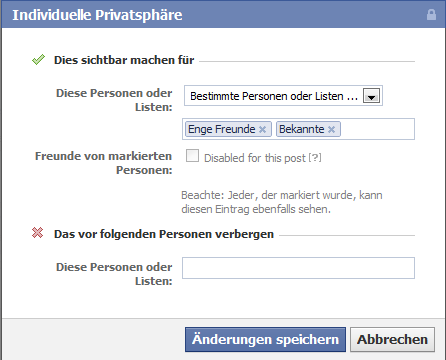 Individuelle Privatsphäre
Dies sichtbar machen für
Diese Personen oder Listen:
Bestimmte Personen oder Listen ...
Enge Freunde × Bekannte ×
Freunde von markierten Personen:
Disabled for this post [?]
Beachte: Jeder, der markiert wurde, kann
diesen Eintrag ebenfalls sehen.
Das vor folgenden Personen verbergen
Diese Personen oder Listen:
Änderungen speichern Abbrechen